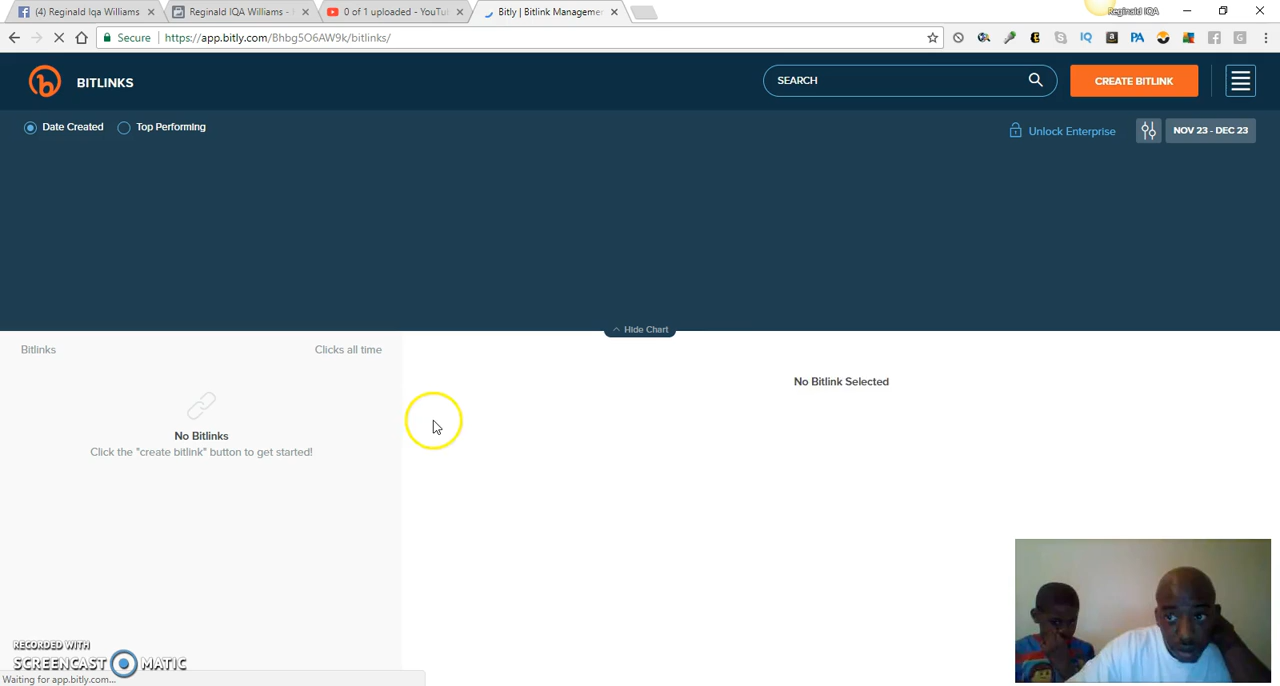 (4) Reginald Iqa Williams
Reginald IQA Williams -
0 of 1 uploaded - YouTu
Bitly | Bitlink Managemen
Reginald IQA
Secure
https://app.bitly.com/Bhbg5O6AW9k/bitlinks/
BITLINKS
SEARCH
CREATE BITLINK
Date Created
Top Performing
Unlock Enterprise
NOV 23 - DEC 23
Hide Chart
Bitlinks
Clicks all time
No Bitlink Selected
No Bitlinks
Click the "create bitlink" button to get started!
RECORDED WITH
SCREENCAST MATIC
Waiting for app.bitly.com...